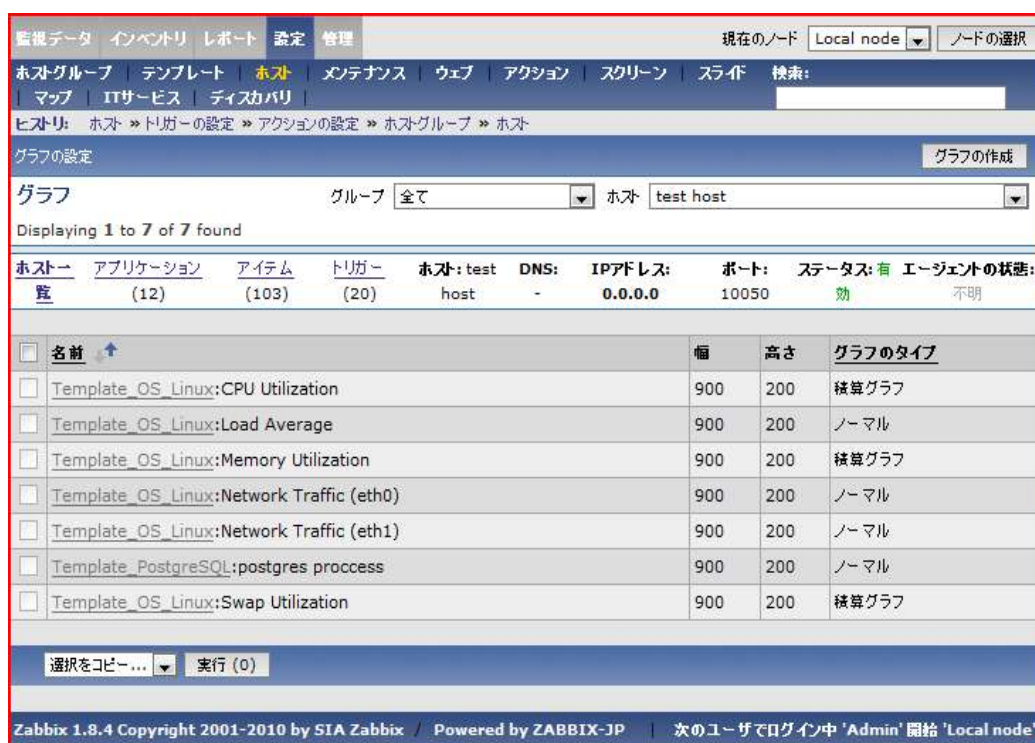 監視データ インベントリ レポート 設定 管理 現在のノード Local node ノードの選択
ホストグループ | テンプレート | ホスト | メンテナンス | ウェブ | アクション | スクリーン | スライド 検索:
| マップ | ITサービス | ディスカバリ |
ヒストリ: ホスト » トリガーの設定 » アクションの設定 » ホストグループ » ホスト
グラフの設定 グラフの作成
グラフ グループ 全て ホスト test host
Displaying 1 to 7 of 7 found
ホスト一覧 アプリケーション (12) アイテム (103) トリガー (20) ホスト: test host DNS: - IPアドレス: 0.0.0.0 ポート: 10050 ステータス: 有効 エージェントの状態: 不明
名前 幅 高さ グラフのタイプ
Template_OS_Linux:CPU Utilization 900 200 積算グラフ
Template_OS_Linux:Load Average 900 200 ノーマル
Template_OS_Linux:Memory Utilization 900 200 積算グラフ
Template_OS_Linux:Network Traffic (eth0) 900 200 ノーマル
Template_OS_Linux:Network Traffic (eth1) 900 200 ノーマル
Template_PostgreSQL:postgres proccess 900 200 ノーマル
Template_OS_Linux:Swap Utilization 900 200 積算グラフ
選択をコピー... 実行 (0)
Zabbix 1.8.4 Copyright 2001-2010 by SIA Zabbix / Powered by ZABBIX-JP | 次のユーザでログイン中 'Admin' 開始 'Local node